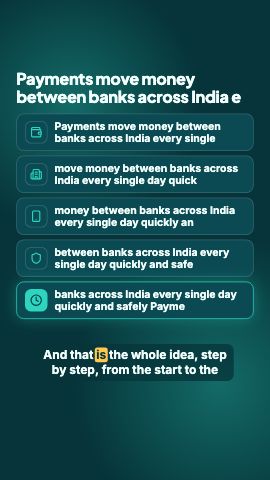 Payments move money
between banks across India e
Payments move money between
banks across India every single
move money between banks across
India every single day quick
money between banks across India
every single day quickly an
between banks across India every
single day quickly and safe
banks across India every single day
quickly and safely Payme
And that is the whole idea, step
by step, from the start to the